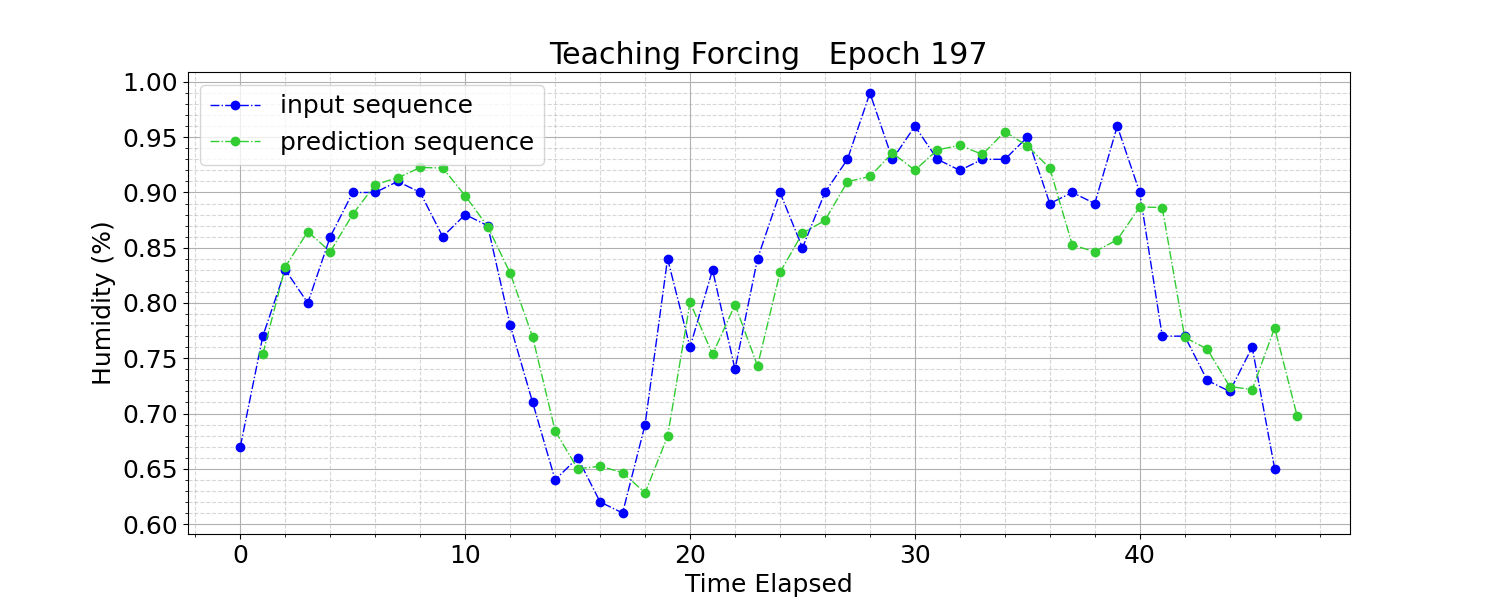 Teaching Forcing   Epoch 197
1.00
0.95
0.90
0.85
0.80
0.75
0.70
0.65
0.60
Humidity (%)
input sequence
prediction sequence
0 10 20 30 40
Time Elapsed